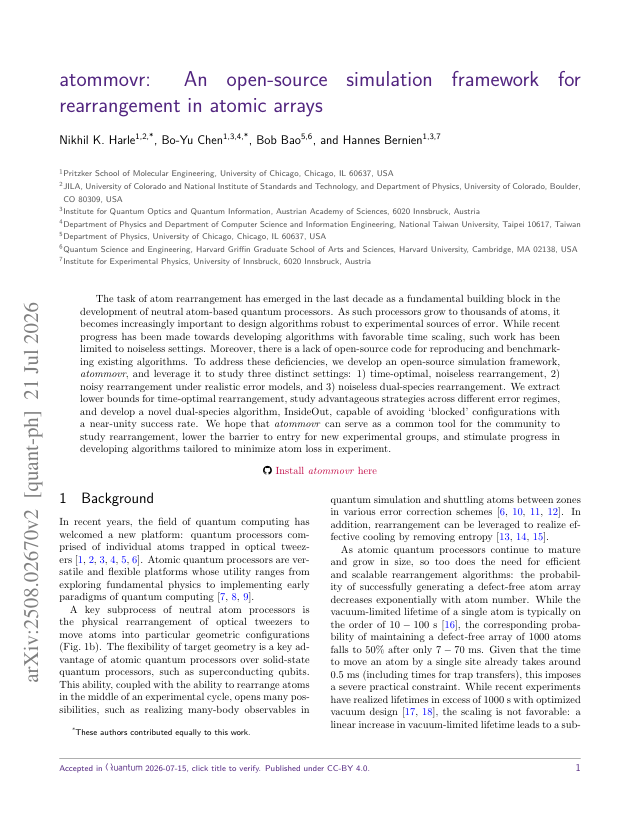 atommovr: An open-source simulation framework for
rearrangement in atomic arrays
Nikhil K. Harle1,2,*, Bo-Yu Chen1,3,4,*, Bob Bao5,6, and Hannes Bernien1,3,7
1Pritzker School of Molecular Engineering, University of Chicago, Chicago, IL 60637, USA
2JILA, University of Colorado and National Institute of Standards and Technology, and Department of Physics, University of Colorado, Boulder,
CO 80309, USA
3Institute for Quantum Optics and Quantum Information, Austrian Academy of Sciences, 6020 Innsbruck, Austria
4Department of Physics and Department of Computer Science and Information Engineering, National Taiwan University, Taipei 10617, Taiwan
5Department of Physics, University of Chicago, Chicago, IL 60637, USA
6Quantum Science and Engineering, Harvard Griffin Graduate School of Arts and Sciences, Harvard University, Cambridge, MA 02138, USA
7Institute for Experimental Physics, University of Innsbruck, 6020 Innsbruck, Austria
The task of atom rearrangement has emerged in the last decade as a fundamental building block in the
development of neutral atom-based quantum processors. As such processors grow to thousands of atoms, it
becomes increasingly important to design algorithms robust to experimental sources of error. While recent
progress has been made towards developing algorithms with favorable time scaling, such work has been
limited to noiseless settings. Moreover, there is a lack of open-source code for reproducing and benchmark-
ing existing algorithms. To address these deficiencies, we develop an open-source simulation framework,
atommovr, and leverage it to study three distinct settings: 1) time-optimal, noiseless rearrangement, 2)
noisy rearrangement under realistic error models, and 3) noiseless dual-species rearrangement. We extract
lower bounds for time-optimal rearrangement, study advantageous strategies across different error regimes,
and develop a novel dual-species algorithm, InsideOut, capable of avoiding ‘blocked’ configurations with
a near-unity success rate. We hope that atommovr can serve as a common tool for the community to
study rearrangement, lower the barrier to entry for new experimental groups, and stimulate progress in
developing algorithms tailored to minimize atom loss in experiment.
Install atommovr here
1 Background
In recent years, the field of quantum computing has
welcomed a new platform: quantum processors com-
prised of individual atoms trapped in optical tweez-
ers [1, 2, 3, 4, 5, 6]. Atomic quantum processors are ver-
satile and flexible platforms whose utility ranges from
exploring fundamental physics to implementing early
paradigms of quantum computing [7, 8, 9].
A key subprocess of neutral atom processors is
the physical rearrangement of optical tweezers to
move atoms into particular geometric configurations
(Fig. 1b). The flexibility of target geometry is a key ad-
vantage of atomic quantum processors over solid-state
quantum processors, such as superconducting qubits.
This ability, coupled with the ability to rearrange atoms
in the middle of an experimental cycle, opens many pos-
sibilities, such as realizing many-body observables in
*These authors contributed equally to this work.
quantum simulation and shuttling atoms between zones
in various error correction schemes [6, 10, 11, 12]. In
addition, rearrangement can be leveraged to realize ef-
fective cooling by removing entropy [13, 14, 15].
As atomic quantum processors continue to mature
and grow in size, so too does the need for efficient
and scalable rearrangement algorithms: the probabil-
ity of successfully generating a defect-free atom array
decreases exponentially with atom number. While the
vacuum-limited lifetime of a single atom is typically on
the order of 10 − 100 s [16], the corresponding proba-
bility of maintaining a defect-free array of 1000 atoms
falls to 50% after only 7 − 70 ms. Given that the time
to move an atom by a single site already takes around
0.5 ms (including times for trap transfers), this imposes
a severe practical constraint. While recent experiments
have realized lifetimes in excess of 1000 s with optimized
vacuum design [17, 18], the scaling is not favorable: a
linear increase in vacuum-limited lifetime leads to a sub-
Accepted in Quantum 2026-07-15, click title to verify. Published under CC-BY 4.0.
1
arXiv:2508.02670v2 [quant-ph] 21 Jul 2026